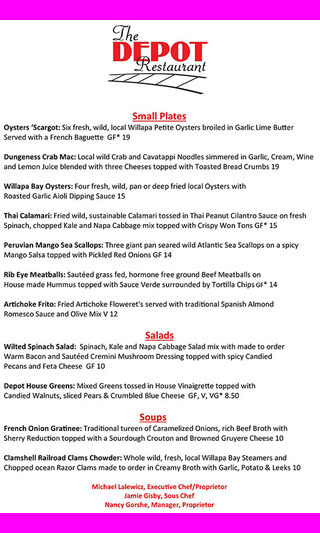 The
DEPOT
Restaurant
Small Plates
Oysters ‘Scargot: Six fresh, wild, local Willapa Petite Oysters broiled in Garlic Lime Butter
Served with a French Baguette  GF* 19
Dungeness Crab Mac: Local wild Crab and Cavatappi Noodles simmered in Garlic, Cream, Wine
and Lemon Juice blended with three Cheeses topped with Toasted Bread Crumbs 19
Willapa Bay Oysters: Four fresh, wild, pan or deep fried local Oysters with
Roasted Garlic Aioli Dipping Sauce 15
Thai Calamari: Fried wild, sustainable Calamari tossed in Thai Peanut Cilantro Sauce on fresh
Spinach, chopped Kale and Napa Cabbage mix topped with Crispy Won Tons GF* 15
Peruvian Mango Sea Scallops: Three giant pan seared wild Atlantic Sea Scallops on a spicy
Mango Salsa topped with Pickled Red Onions GF 14
Rib Eye Meatballs: Sautéed grass fed, hormone free ground Beef Meatballs on
House made Hummus topped with Sauce Verde surrounded by Tortilla Chips GF* 14
Artichoke Frito: Fried Artichoke Floweret's served with traditional Spanish Almond
Romesco Sauce and Olive Mix V 12
Salads
Wilted Spinach Salad:  Spinach, Kale and Napa Cabbage Salad mix with made to order
Warm Bacon and Sautéed Cremini Mushroom Dressing topped with spicy Candied
Pecans and Feta Cheese  GF 10
Depot House Greens: Mixed Greens tossed in House Vinaigrette topped with
Candied Walnuts, sliced Pears & Crumbled Blue Cheese  GF, V, VG* 8.50
Soups
French Onion Gratinee: Traditional tureen of Caramelized Onions, rich Beef Broth with
Sherry Reduction topped with a Sourdough Crouton and Browned Gruyere Cheese 10
Clamshell Railroad Clams Chowder: Whole wild, fresh, local Willapa Bay Steamers and
Chopped ocean Razor Clams made to order in Creamy Broth with Garlic, Potato & Leeks 10
Michael Lalewicz, Executive Chef/Proprietor
Jamie Gisby, Sous Chef
Nancy Gorshe, Manager, Proprietor